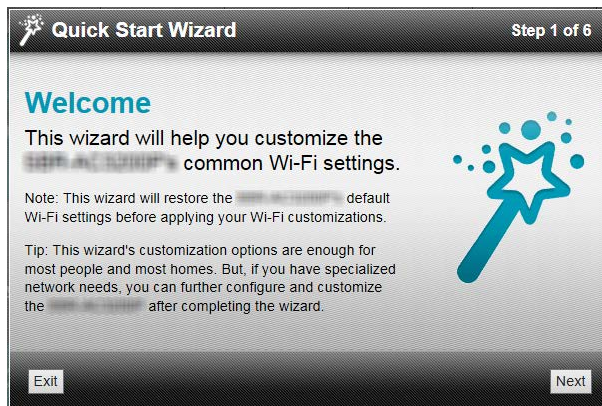 Quick Start Wizard
Step 1 of 6
Welcome
This wizard will help you customize the
common Wi-Fi settings.
Note: This wizard will restore the default
Wi-Fi settings before applying your Wi-Fi customizations.
Tip: This wizard's customization options are enough for
most people and most homes. But, if you have specialized
network needs, you can further configure and customize
the after completing the wizard.
Exit
Next